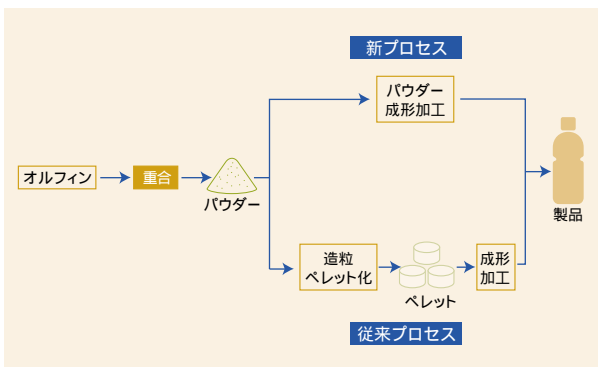 新プロセス
パウダー
成形加工
オルフィン
重合
パウダー
製品
造粒
ペレット化
ペレット
成形
加工
従来プロセス